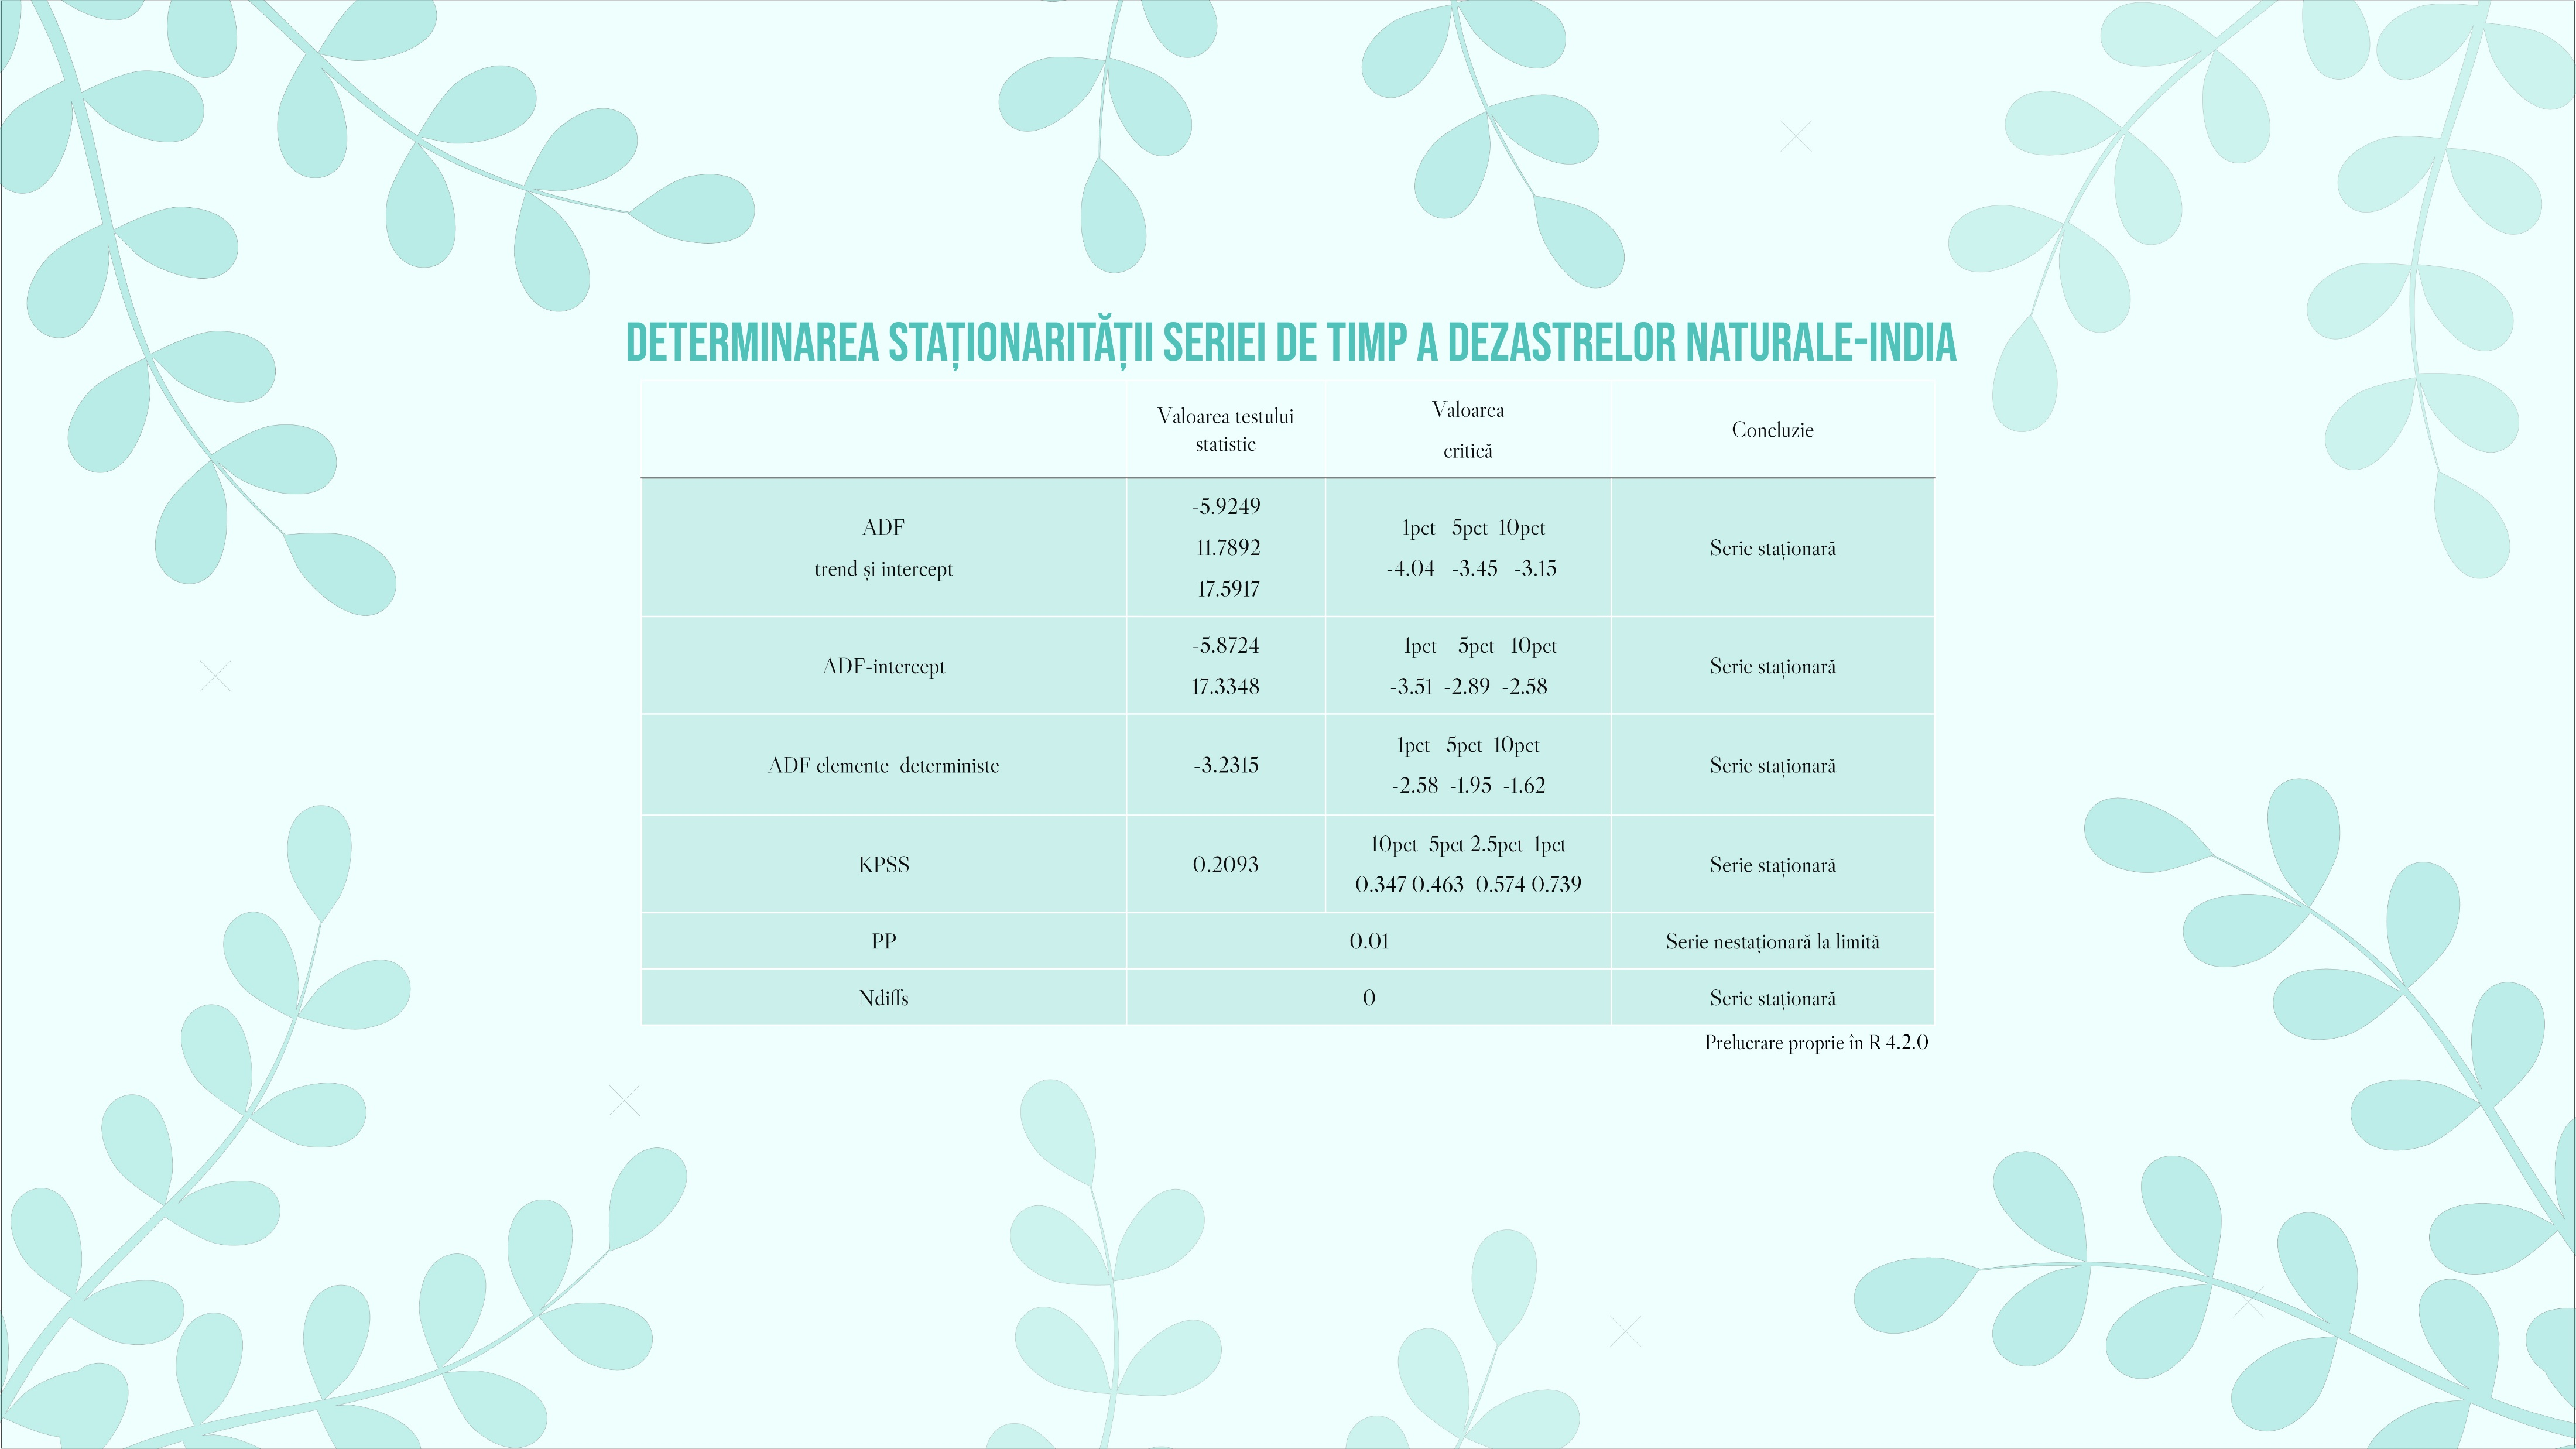 DETERMINAREA STAȚIONARITĂȚII SERIEI DE TIMP A DEZASTRELOR NATURALE-INDIA
Valoarea testului
statistic
Valoarea
critică
Concluzie
ADF
trend și intercept
-5.9249
11.7892
17.5917
1pct 5pct 10pct
-4.04 -3.45 -3.15
Serie staționară
ADF-intercept
-5.8724
17.3348
1pct 5pct 10pct
-3.51 -2.89 -2.58
Serie staționară
ADF elemente deterministe
-3.2315
1pct 5pct 10pct
-2.58 -1.95 -1.62
Serie staționară
KPSS
0.2093
10pct 5pct 2.5pct 1pct
0.347 0.463 0.574 0.739
Serie staționară
PP
0.01
Serie nestaționară la limită
Ndiffs
0
Serie staționară
Prelucrare proprie în R 4.2.0